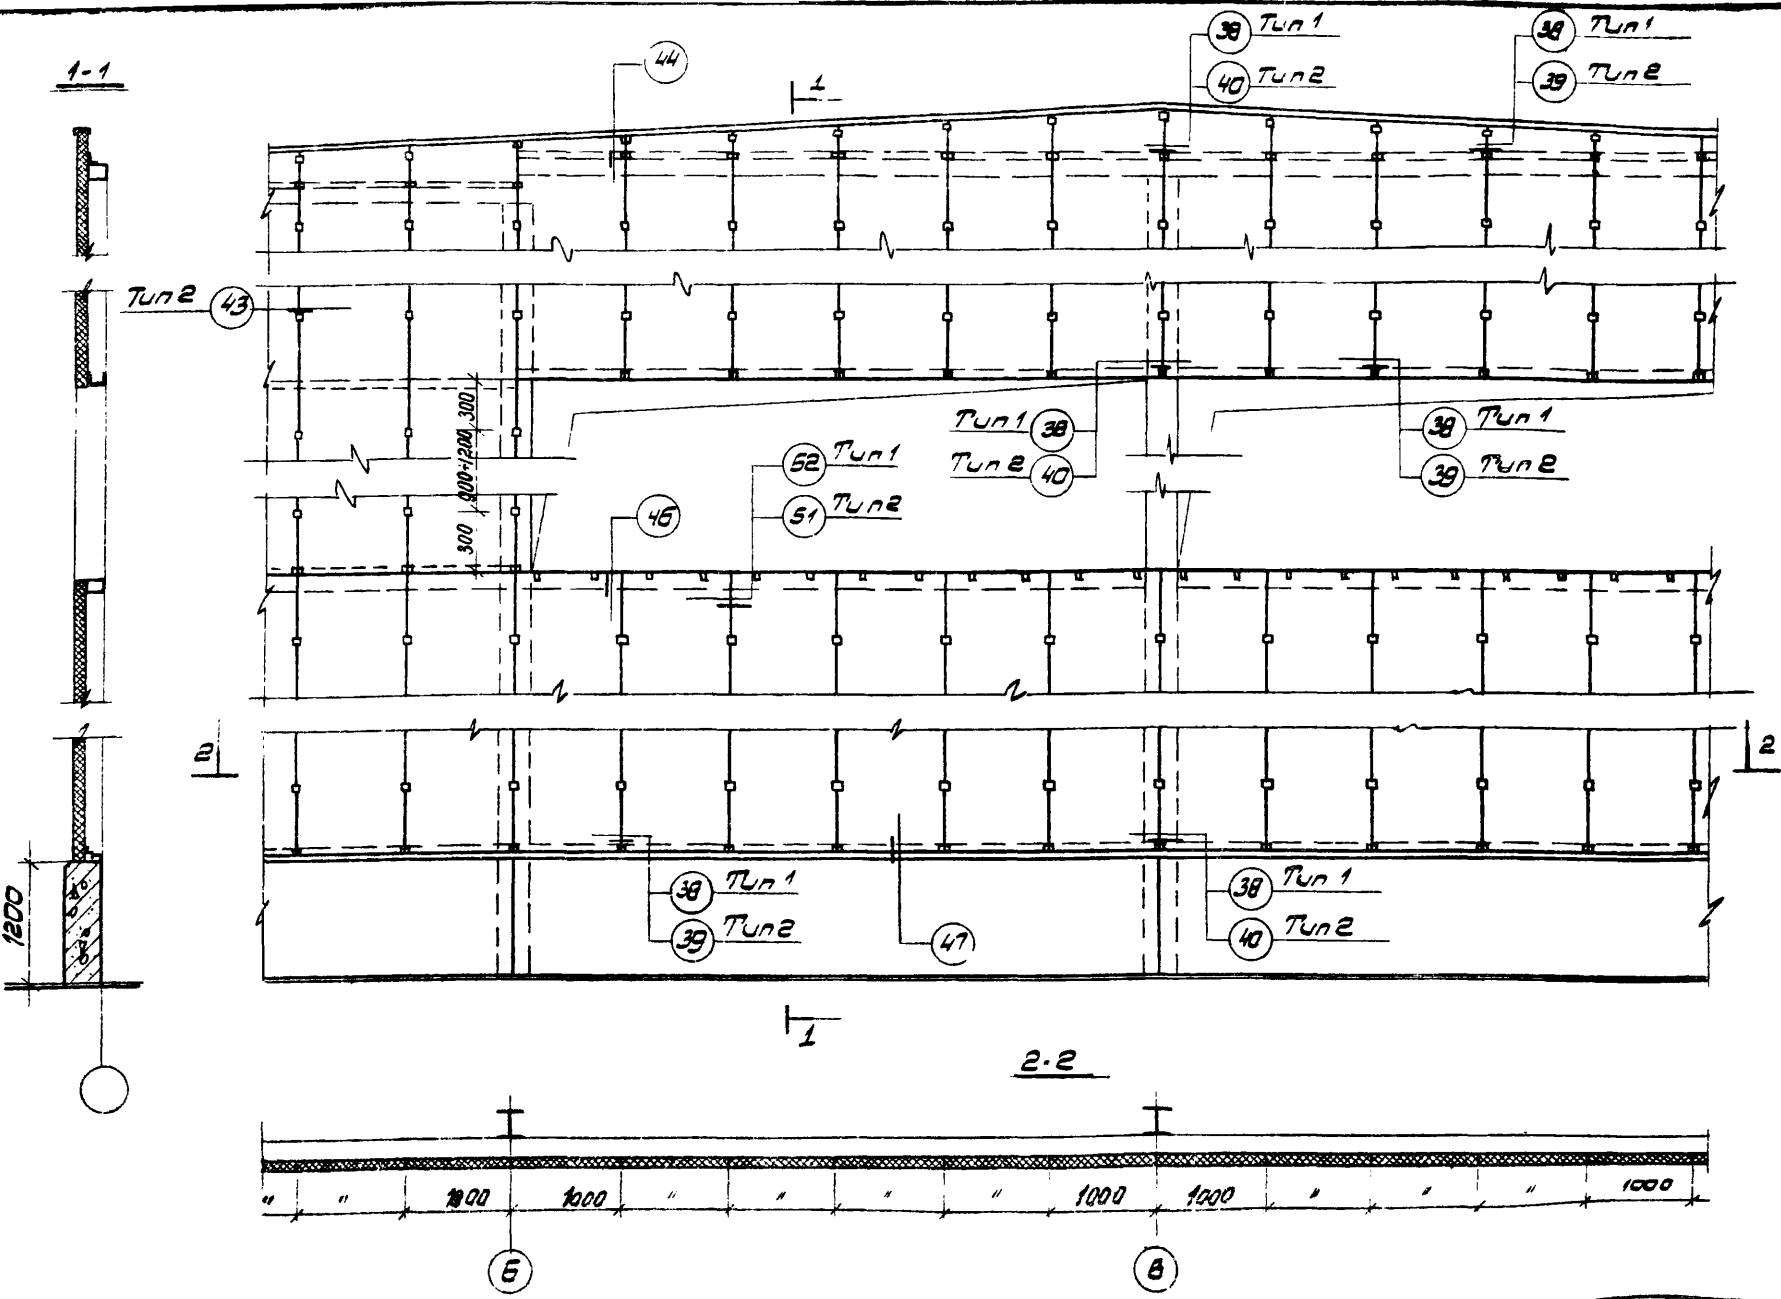 1-1
44
1
38 Тип 1
40 Тип 2
38 Тип 1
39 Тип 2
Тип 2 43
300
900÷1200
300
Тип 1 38
Тип 2 40
38 Тип 1
39 Тип 2
52 Тип 1
51 Тип 2
46
2
2
1200
38 Тип 1
39 Тип 2
47
38 Тип 1
40 Тип 2
1
2-2
" " 1000 1000 " " " " 1000 1000 " " " 1000
Б
В